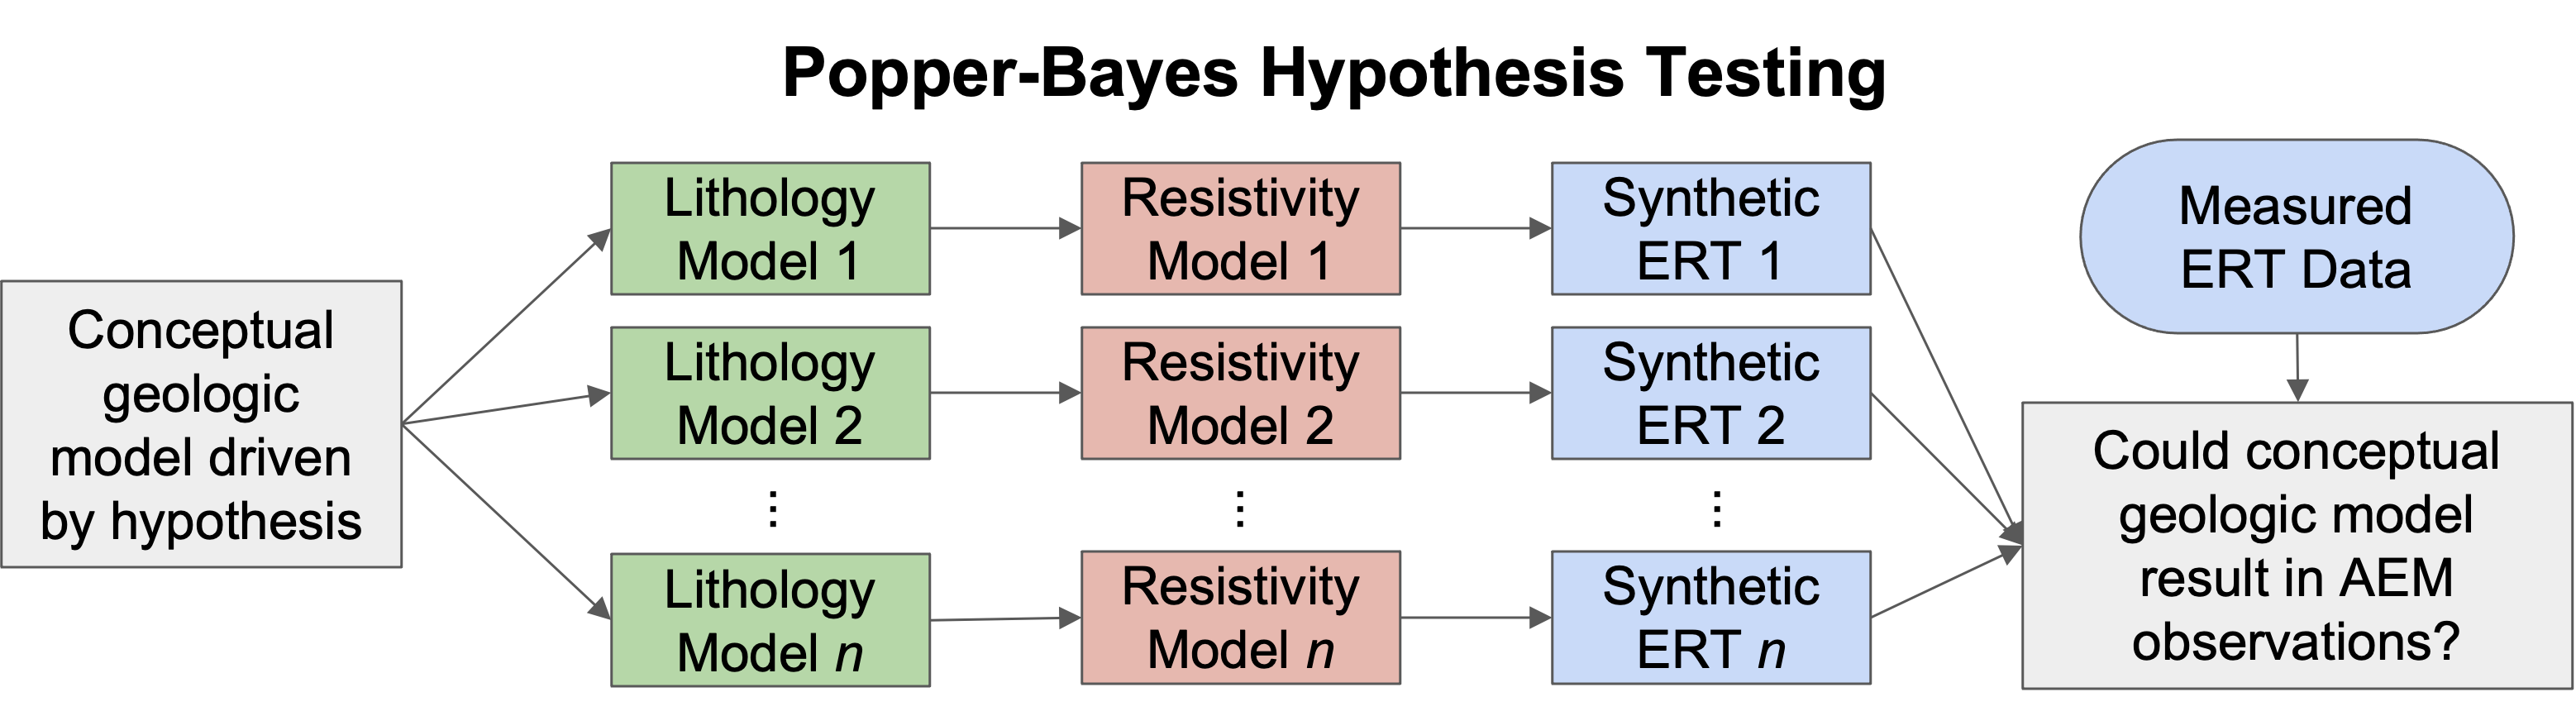 Popper-Bayes Hypothesis Testing
Conceptual
geologic
model driven
by hypothesis
Lithology
Model 1
Resistivity
Model 1
Synthetic
ERT 1
Lithology
Model 2
Resistivity
Model 2
Synthetic
ERT 2
⋮
⋮
⋮
Lithology
Model n
Resistivity
Model n
Synthetic
ERT n
Measured
ERT Data
Could conceptual
geologic model
result in AEM
observations?